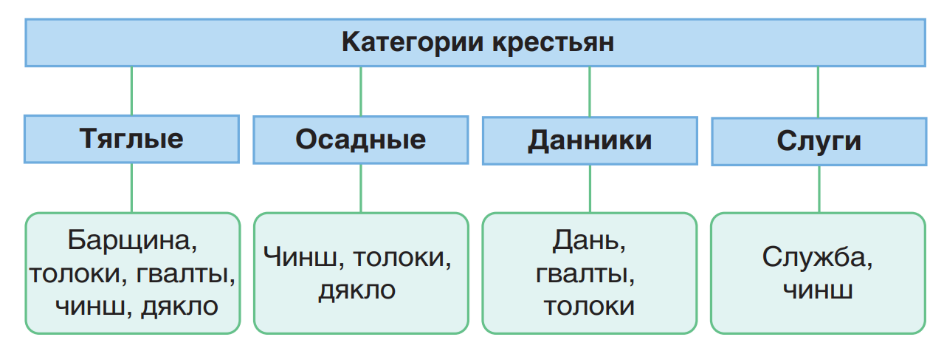 Категории крестьян
Тяглые
Осадные
Данники
Слуги
Барщина,
толоки, гвалты,
чинш, дякло
Чинш, толоки,
дякло
Дань,
гвалты,
толоки
Служба,
чинш